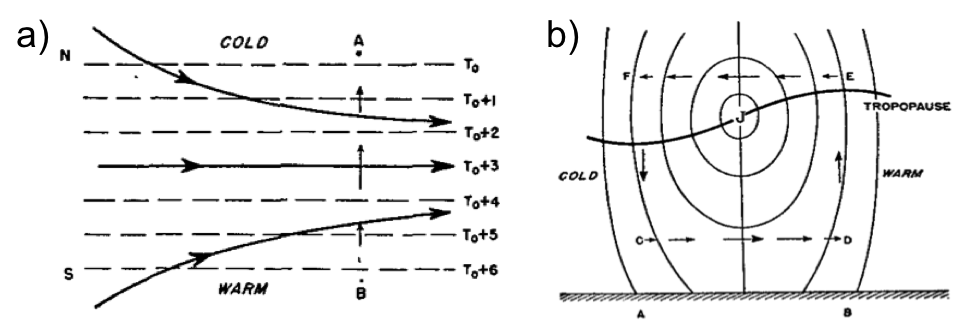 a)
N
COLD
A
T₀
T₀+1
T₀+2
T₀+3
T₀+4
T₀+5
T₀+6
S
WARM
B
b)
F
E
J
TROPOPAUSE
COLD
WARM
C
D
A
B